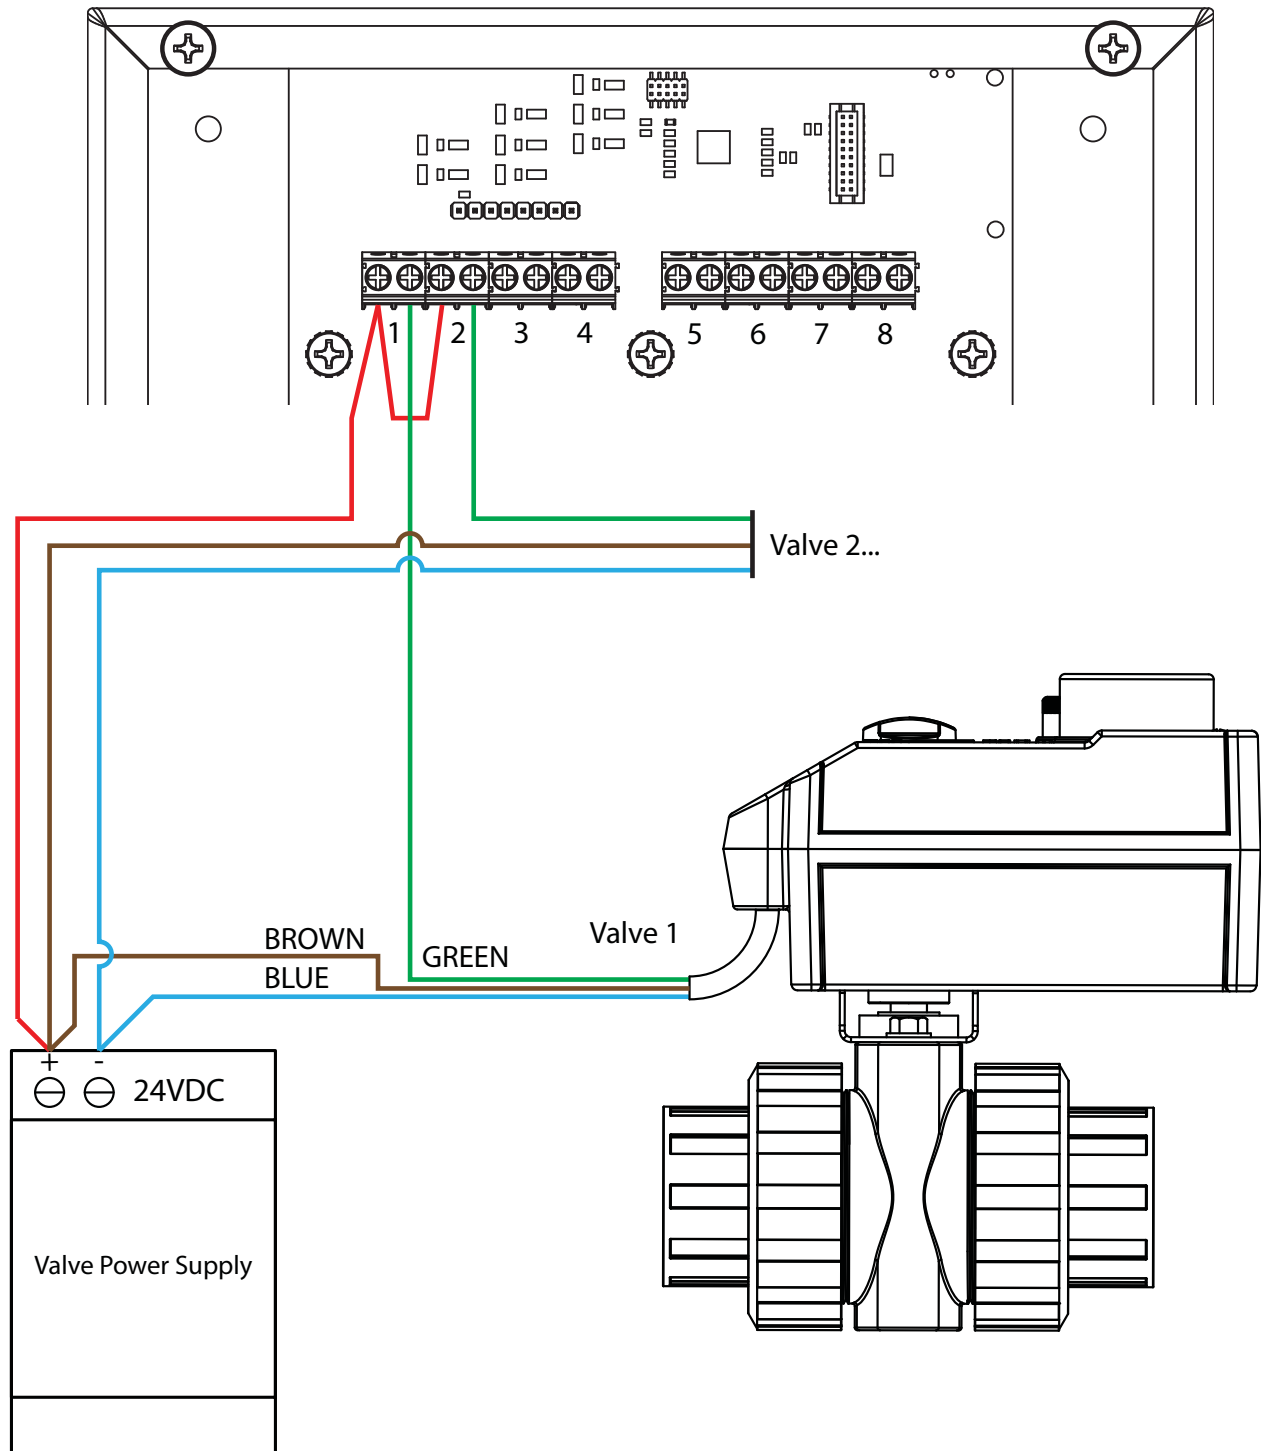 1 2 3 4 5 6 7 8
Valve 2...
Valve 1
BROWN
GREEN
BLUE
+ -
24VDC
Valve Power Supply